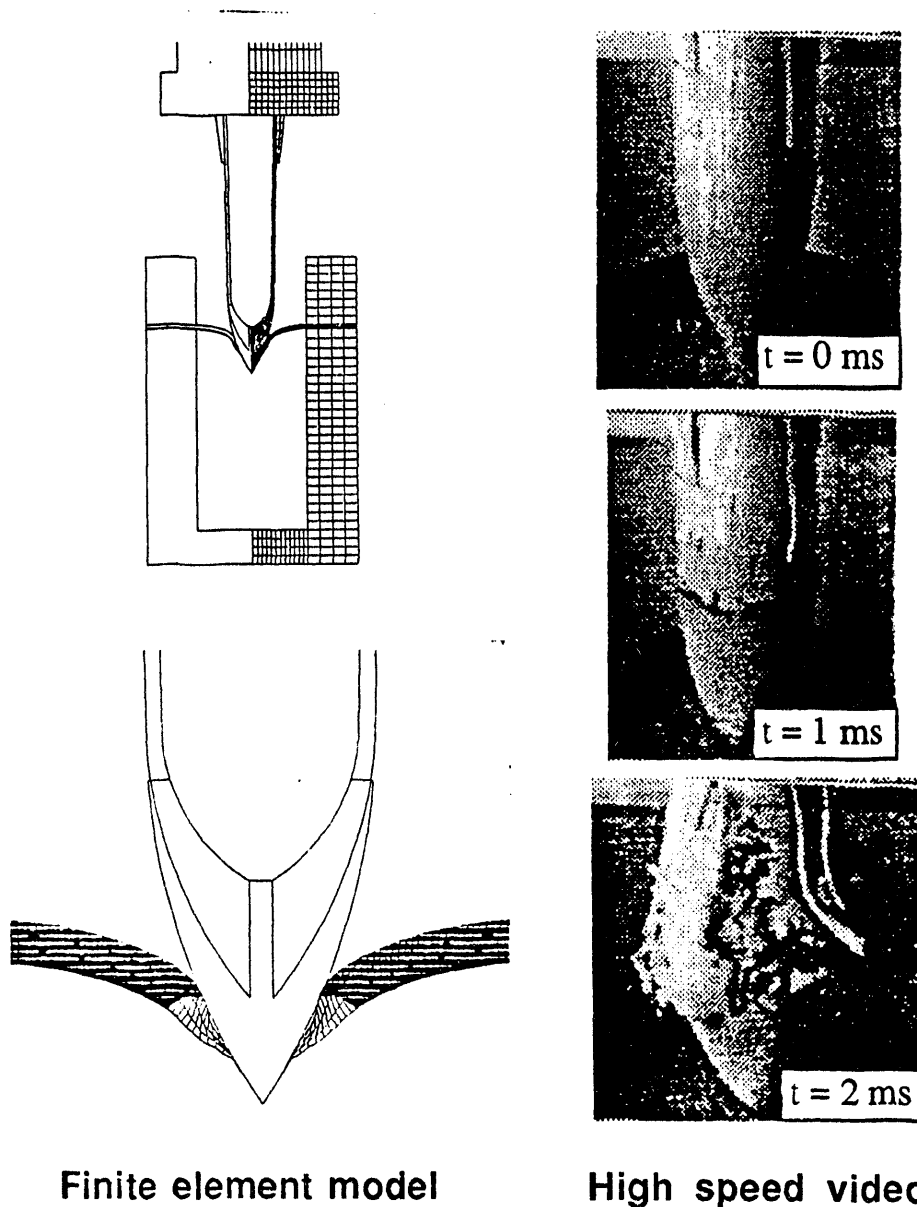 t = 0 ms
t = 1 ms
t = 2 ms
Finite element model
High speed video